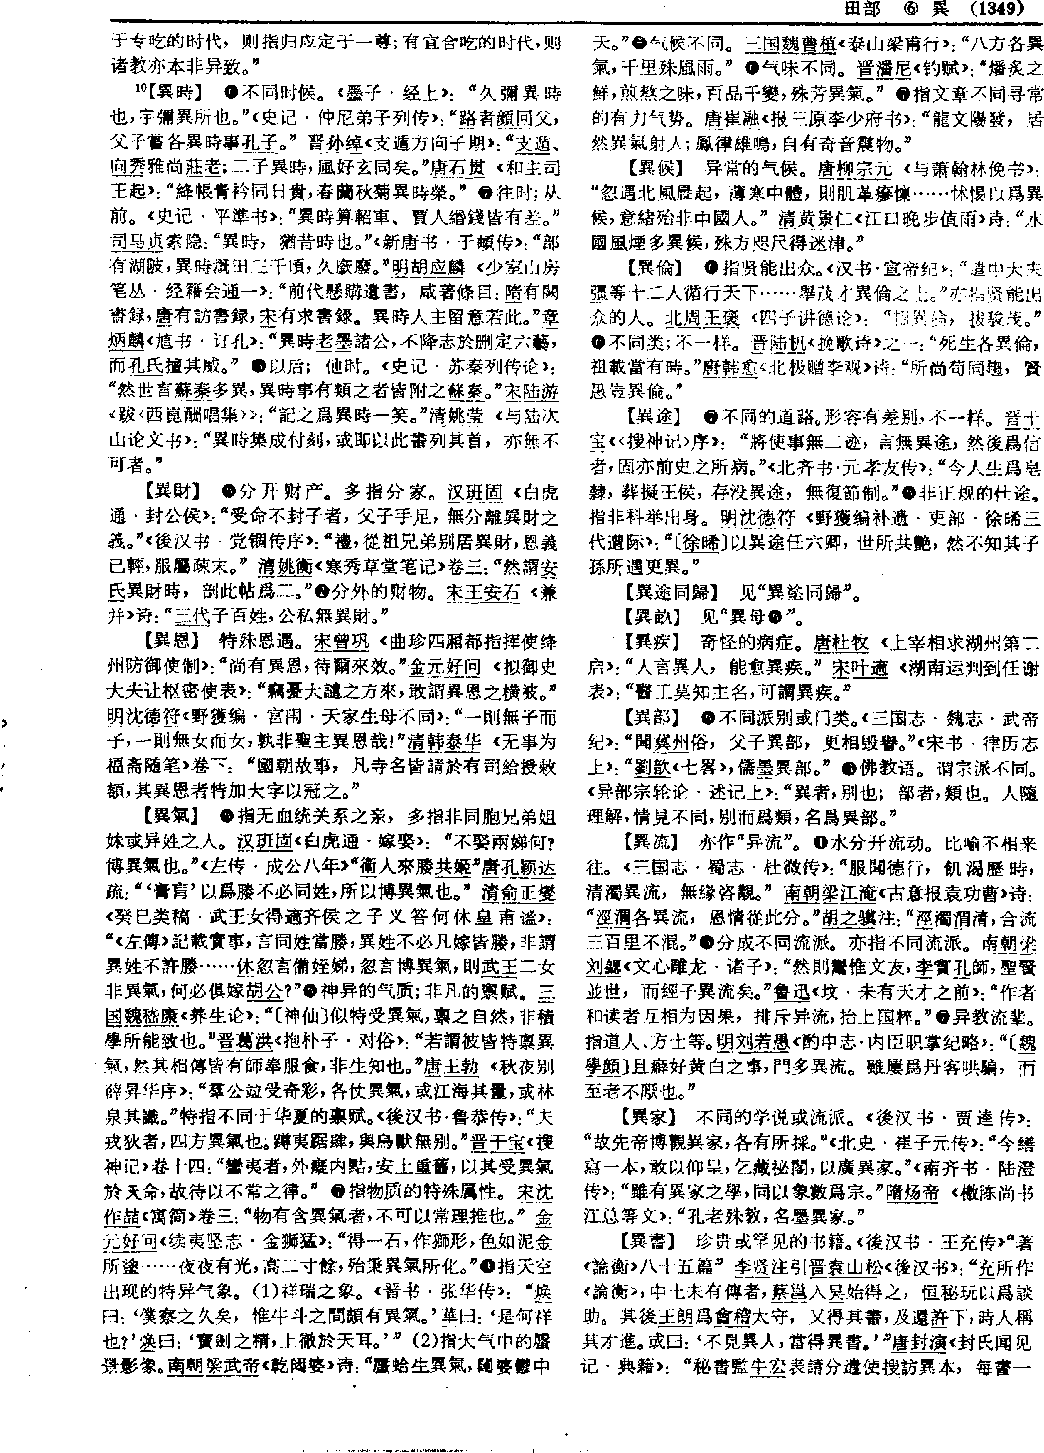 田部 ⑥ 異 (1349)
于专吃的时代，则指归应定于一尊；有宜合吃的时代，则
诸教亦本非异致。”
10【異時】 ❶不同时候。《墨子·经上》：“久彌異時
也，宇彌異所也。”《史记·仲尼弟子列传》：“路者顔回父，
父子嘗各異時事孔子。”晋孙绰《支遁方向子期》：“支遁、
向秀雅尚莊老；二子異時，風好玄同矣。”唐石贯《和主司
王起》：“絳帳青衿同日貴，春蘭秋菊異時榮。” ❷往时；从
前。《史记·平準书》：“異時算軺車、賈人緡錢皆有差。”
司马贞索隐：“異時，猶昔時也。”《新唐书·于頔传》：“部
有湖陂，異時溉田三千頃，久廞廢。”明胡应麟《少室山房
笔丛·经籍会通一》：“前代懸購遺書，咸著條目：隋有闕
書録，唐有訪書録，宋有求書録。異時人主留意若此。”章
炳麟《訄书·订孔》：“異時老墨諸公，不降志於删定六藝，
而孔氏擅其威。” ❸以后；他时。《史记·苏秦列传论》：
“然世言蘇秦多異，異時事有類之者皆附之蘇秦。”宋陆游
《跋〈西崑酬唱集〉》：“記之爲異時一笑。”清姚莹《与陆次
山论文书》：“異時集成付刻，或即以此書列其首，亦無不
可者。”
【異財】 ❶分开财产。多指分家。汉班固《白虎
通·封公侯》：“受命不封子者，父子手足，無分離異財之
義。”《後汉书·党锢传序》：“禮，從祖兄弟别居異財，恩義
已輕，服屬疎末。”清姚衡《寒秀草堂笔记》卷三：“然謂安
氏異財時，剖此帖爲二。”❷分外的财物。宋王安石《兼
并》诗：“三代子百姓，公私無異財。”
【異恩】 特殊恩遇。宋曾巩《曲珍四厢都指挥使绛
州防御使制》：“尚有異恩，待爾來效。”金元好问《拟御史
大夫让枢密使表》：“竊憂大譴之方來，敢謂異恩之横被。”
明沈德符《野獲编·宫闱·天家生母不同》：“一則無子而
子，一則無女而女，孰非聖主異恩哉！”清韩泰华《无事为
福斋随笔》卷下：“國朝故事，凡寺名皆請於有司給授敕
額，其異恩者特加大字以冠之。”
【異氣】 ❶指无血统关系之亲，多指非同胞兄弟姐
妹或异姓之人。汉班固《白虎通·嫁娶》：“不娶兩娣何？
博異氣也。”《左传·成公八年》“衞人來媵共姬”唐孔颖达
疏：“‘膏肓’以爲媵不必同姓，所以博異氣也。”清俞正燮
《癸巳类稿·武王女得適齐侯之子义答何休皇甫谧》：
“《左傳》記載實事，言同姓當媵，異姓不必凡嫁皆媵，非謂
異姓不許媵……休忽言備姪娣，忽言博異氣，則武王二女
非異氣，何必俱嫁胡公？”❷神异的气质；非凡的禀赋。三
国魏嵇康《养生论》：“〔神仙〕似特受異氣，禀之自然，非積
學所能致也。”晋葛洪《抱朴子·对俗》：“若謂彼皆特禀異
氣，然其相傳皆有師奉服食，非生知也。”唐王勃《秋夜别
薛昇华序》：“羣公竝受奇彩，各仗異氣，或江海其量，或林
泉其識。”特指不同于华夏的禀赋。《後汉书·鲁恭传》：“夫
戎狄者，四方異氣也。蹲夷踞肆，與鳥獸無别。”晋干宝《搜
神记》卷十四：“蠻夷者，外癡内黠，安土重舊，以其受異氣
於天命，故待以不常之律。” ❸指物质的特殊属性。宋沈
作喆《寓简》卷三：“物有含異氣者，不可以常理推也。”金
元好问《续夷坚志·金狮猛》：“得一石，作獅形，色如泥金
所塗……夜夜有光，高二寸餘，殆秉異氣所化。”❹指天空
出现的特异气象。(1)祥瑞之象。《晋书·张华传》：“焕
曰：‘僕察之久矣，惟斗牛之間頗有異氣。’華曰：‘是何祥
也？’焕曰：‘寶劍之精，上徹於天耳。’” (2)指大气中的蜃
景影象。南朝梁武帝《乾闼婆》诗：“蜃蛤生異氣，闥婆鬱中
天。”❺气候不同。三国魏曹植《泰山梁甫行》：“八方各異
氣，千里殊風雨。” ❻气味不同。晋潘尼《钓赋》：“燔炙之
鮮，煎熬之味，百品千變，殊芳異氣。” ❼指文章不同寻常
的有力气势。唐崔融《报三原李少府书》：“龍文隱發，居
然異氣射人；鳳律雄鳴，自有奇音震物。”
【異候】 异常的气候。唐柳宗元《与萧翰林俛书》：
“忽遇北風晨起，薄寒中體，則肌革瘮懍……怵惕以爲異
候，意緒殆非中國人。”清黄景仁《江口晚步值雨》诗：“水
國風煙多異候，殊方咫尺得迷津。”
【異倫】 ❶指贤能出众。《汉书·宣帝纪》：“遣中大夫
彊等十二人循行天下……舉茂才異倫之士。”亦指贤能出
众的人。北周王褒《四子讲德论》：“招異倫，拔駿茂。”
❷不同类；不一样。晋陆机《挽歌诗》之一：“死生各異倫，
祖載當有時。”唐韩愈《北极赠李观》诗：“所尚苟同趨，賢
愚豈異倫。”
【異途】 ❶不同的道路。形容有差别，不一样。晋干
宝《〈搜神记〉序》：“將使事無二迹，言無異途，然後爲信
者，固亦前史之所病。”《北齐书·元孝友传》：“今人生爲皂
隸，葬擬王侯，存没異途，無復節制。”❷非正规的仕途。
指非科举出身。明沈德符《野獲编补遗·吏部·徐晞三
代遭际》：“〔徐晞〕以異途任六卿，世所共艷，然不知其子
孫所遇更異。”
【異途同歸】 见“異塗同歸”。
【異畝】 见“異母❷”。
【異疾】 奇怪的病症。唐杜牧《上宰相求湖州第二
启》：“人言異人，能愈異疾。”宋叶適《湖南运判到任谢
表》：“醫工莫知主名，可謂異疾。”
【異部】 ❶不同派别或门类。《三国志·魏志·武帝
纪》：“聞冀州俗，父子異部，更相毁譽。”《宋书·律历志
上》：“劉歆《七畧》，儒墨異部。” ❷佛教语。谓宗派不同。
《异部宗轮论·述记上》：“異者，别也；部者，類也。人隨
理解，情見不同，别而爲類，名爲異部。”
【異流】 亦作“异流”。❶水分开流动。比喻不相来
往。《三国志·蜀志·杜微传》：“服聞德行，飢渴歷時，
清濁異流，無缘咨覯。”南朝梁江淹《古意报袁功曹》诗：
“涇渭各異流，恩情從此分。”胡之骥注：“涇濁渭清，合流
三百里不混。”❷分成不同流派。亦指不同流派。南朝梁
刘勰《文心雕龙·诸子》：“然則鬻惟文友，李實孔師，聖賢
並世，而經子異流矣。”鲁迅《坟·未有天才之前》：“作者
和读者互相为因果，排斥异流，抬上国粹。”❸异教流辈。
指道人、方士等。明刘若愚《酌中志·内臣职掌纪略》：“〔魏
學顔〕且癖好黄白之事，門多異流。雖屢爲丹客哄騙，而
至老不厭也。”
【異家】 不同的学说或流派。《後汉书·贾逵传》：
“故先帝博觀異家，各有所採。”《北史·崔子元传》：“今繕
寫一本，敢以仰呈，乞藏祕閣，以廣異家。”《南齐书·陆澄
传》：“雖有異家之學，同以象數爲宗。”隋炀帝《檄陈尚书
江总等文》：“孔老殊教，名墨異家。”
【異書】 珍贵或罕见的书籍。《後汉书·王充传》“著
《論衡》八十五篇”李贤注引晋袁山松《後汉书》：“充所作
《論衡》，中土未有傳者，蔡邕入吴始得之，恒秘玩以爲談
助。其後王朗爲會稽太守，又得其書，及還許下，時人稱
其才進。或曰：‘不見異人，當得異書。’”唐封演《封氏闻见
记·典籍》：“秘書監牛宏表請分遣使搜訪異本，每書一